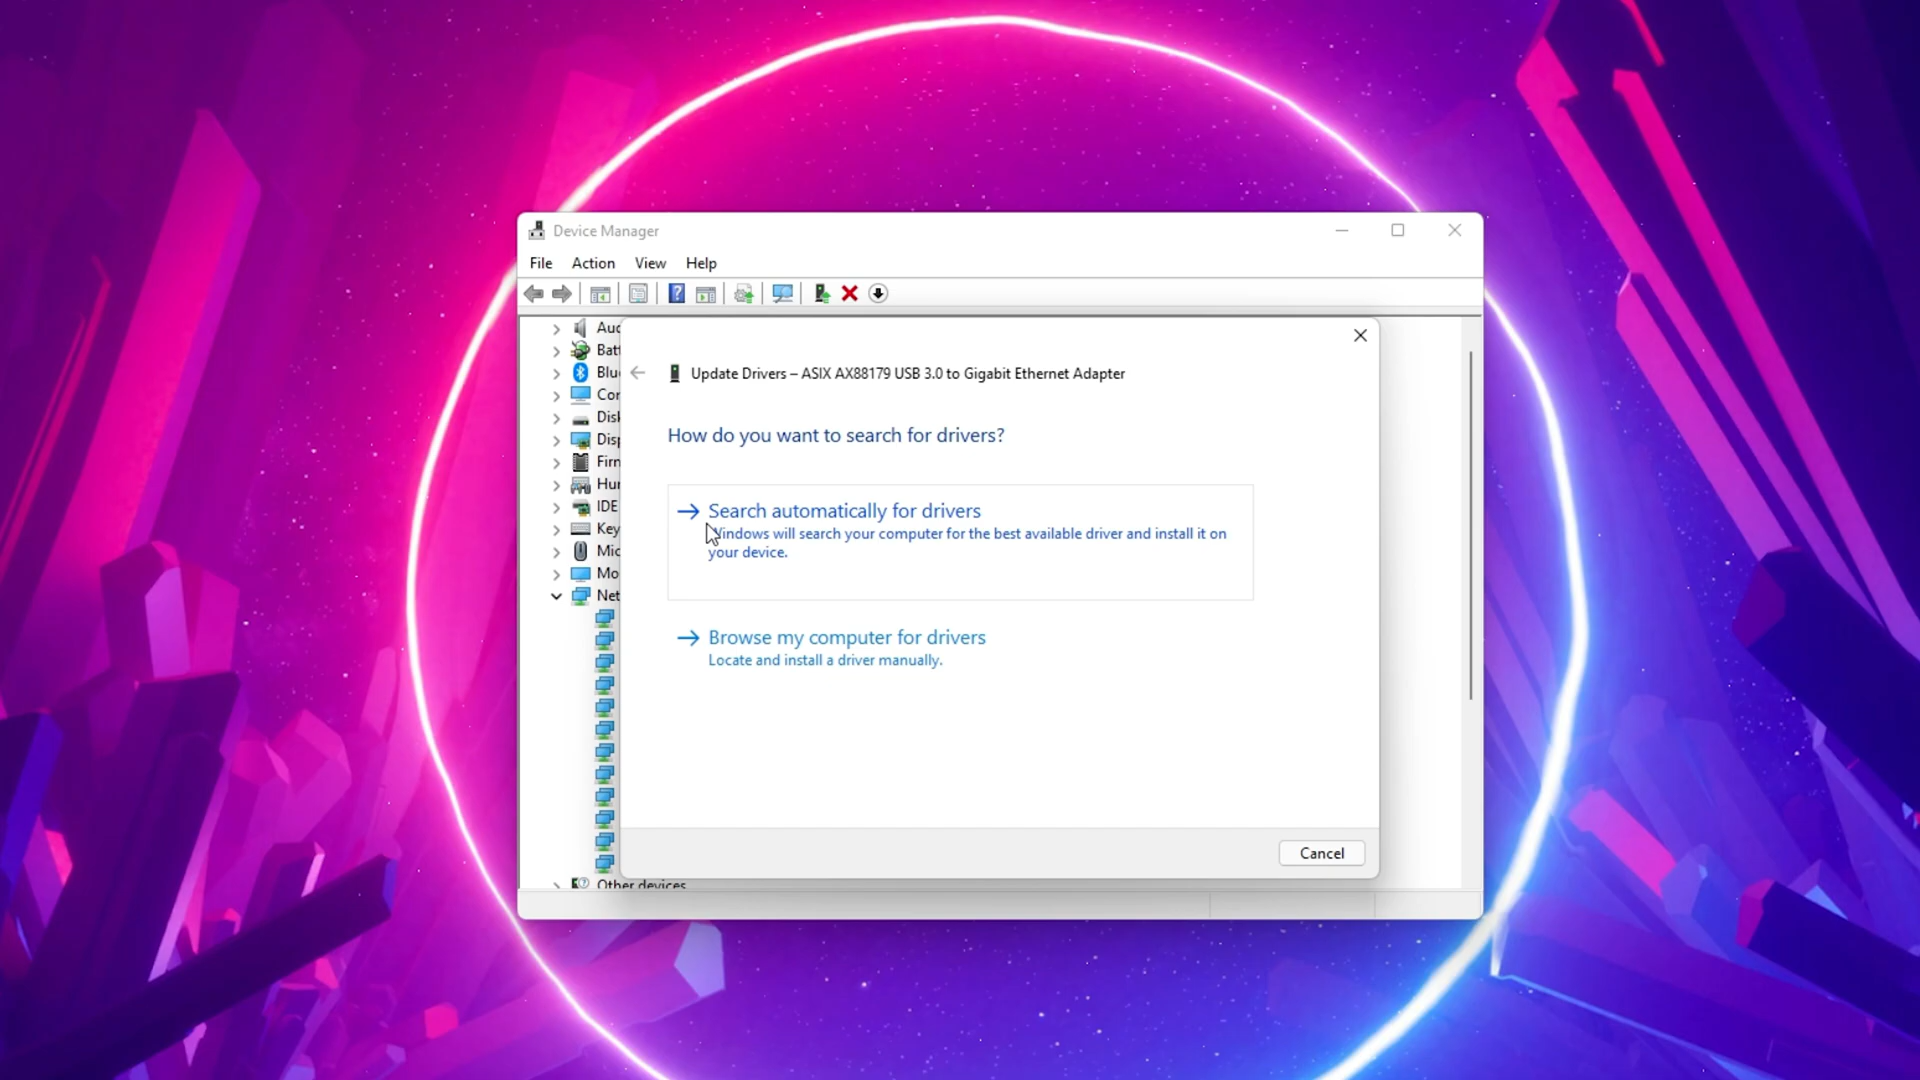 Device Manager
File Action View Help
Update Drivers – ASIX AX88179 USB 3.0 to Gigabit Ethernet Adapter
How do you want to search for drivers?
Search automatically for drivers
Windows will search your computer for the best available driver and install it on
your device.
Browse my computer for drivers
Locate and install a driver manually.
Cancel
Auc
Batt
Blu
Cor
Disk
Disp
Firn
Hur
IDE
Key
Mic
Mo
Net
Other devices